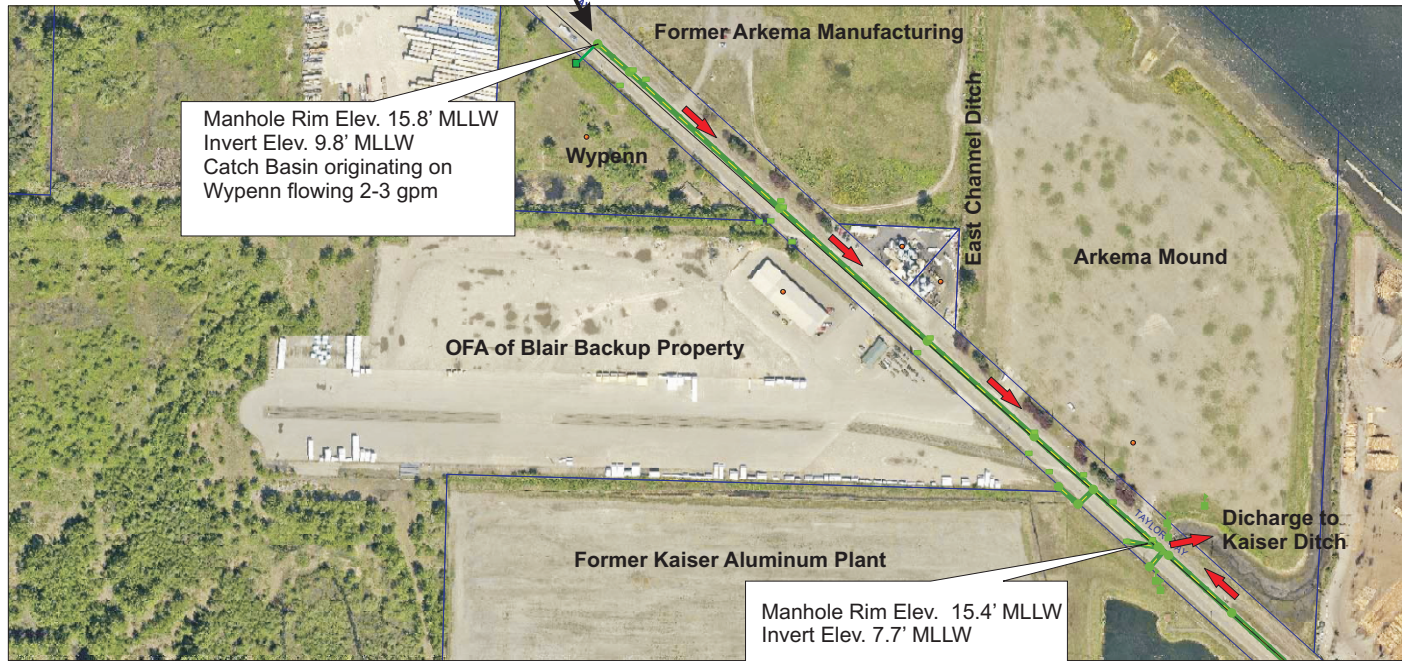 Former Arkema Manufacturing
Manhole Rim Elev. 15.8' MLLW
Invert Elev. 9.8' MLLW
Catch Basin originating on
Wypenn flowing 2-3 gpm
Wypenn
East Channel Ditch
Arkema Mound
OFA of Blair Backup Property
TAYLOR WAY
Dicharge to
Kaiser Ditch
Former Kaiser Aluminum Plant
Manhole Rim Elev. 15.4' MLLW
Invert Elev. 7.7' MLLW